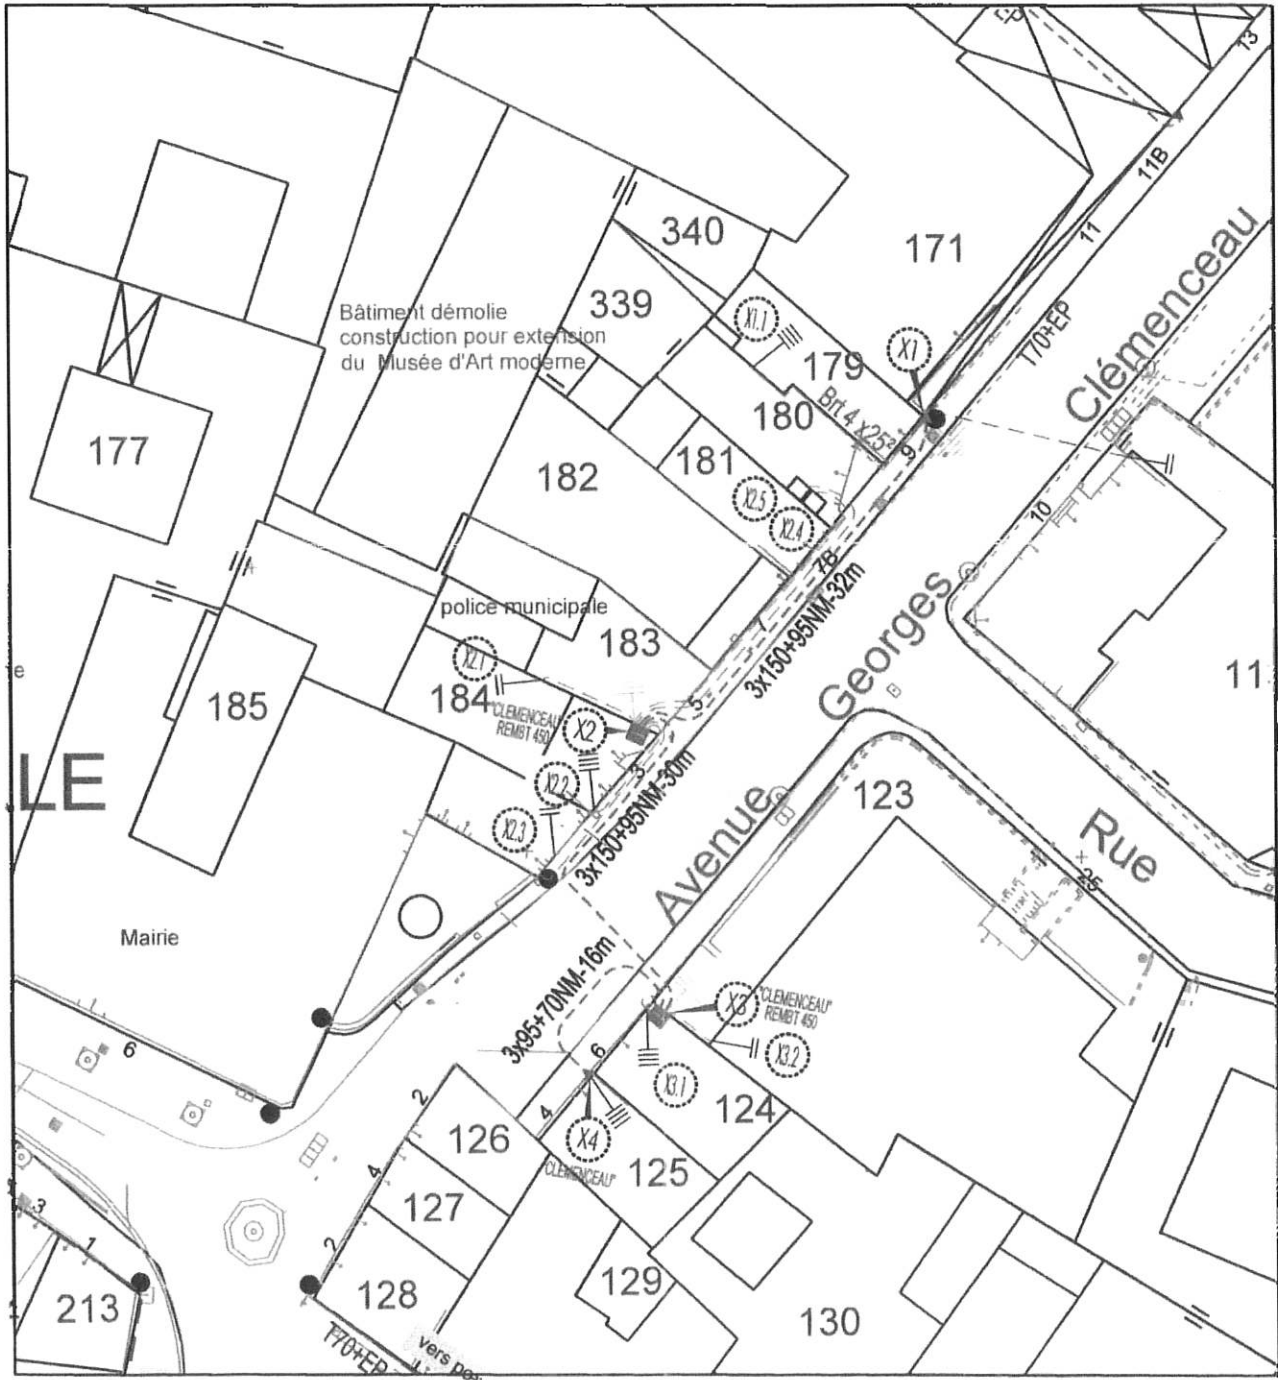 13
11B
11
171
340
339
Clémenceau
T70+EP
Bâtiment démolie
construction pour extension
du Musée d'Art moderne
X1.1
X1
179
180
Brt 4 x25²
9
177
182
181
X2.5
X2.4
10
7B
7
3x150+95NM-32m
Georges
police municipale
183
X2.1
184
185
"CLEMENCEAU"
REMBT 450
X2
5
3
11
e
LE
X2.2
X2.3
3x150+95NM-30m
Avenue
123
Rue
25
Mairie
3x95+70NM-16m
X3
"CLEMENCEAU"
REMBT 450
X3.2
X3.1
6
6
4
X4
"CLEMENCEAU"
124
125
2
126
4
127
2
128
129
130
3
1
213
T70+EP
vers